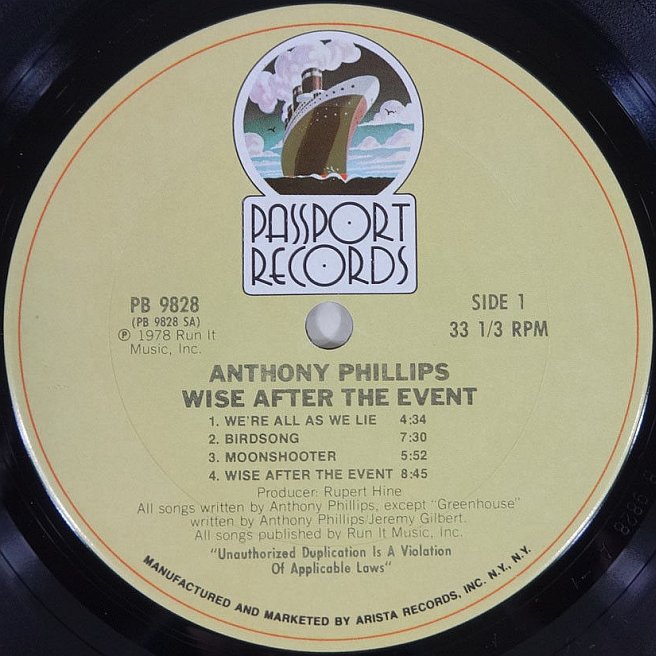 PASSPORT
RECORDS
PB 9828
(PB 9828 SA)
℗ 1978 Run It
Music, Inc.
SIDE 1
33 1/3 RPM
ANTHONY PHILLIPS
WISE AFTER THE EVENT
1. WE'RE ALL AS WE LIE 4:34
2. BIRDSONG 7:30
3. MOONSHOOTER 5:52
4. WISE AFTER THE EVENT 8:45
Producer: Rupert Hine
All songs written by Anthony Phillips, except "Greenhouse"
written by Anthony Phillips/Jeremy Gilbert.
All songs published by Run It Music, Inc.
"Unauthorized Duplication Is A Violation
Of Applicable Laws"
MANUFACTURED AND MARKETED BY ARISTA RECORDS, INC. N.Y., N.Y.